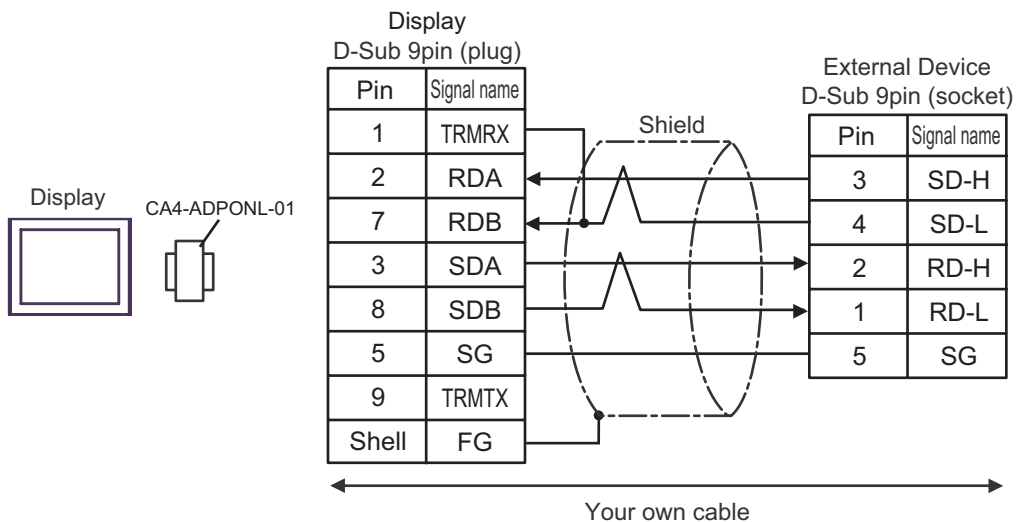 Display
D-Sub 9pin (plug)
Pin Signal name
1 TRMRX
2 RDA
7 RDB
3 SDA
8 SDB
5 SG
9 TRMTX
Shell FG
Shield
External Device
D-Sub 9pin (socket)
Pin Signal name
3 SD-H
4 SD-L
2 RD-H
1 RD-L
5 SG
Display
CA4-ADPONL-01
Your own cable